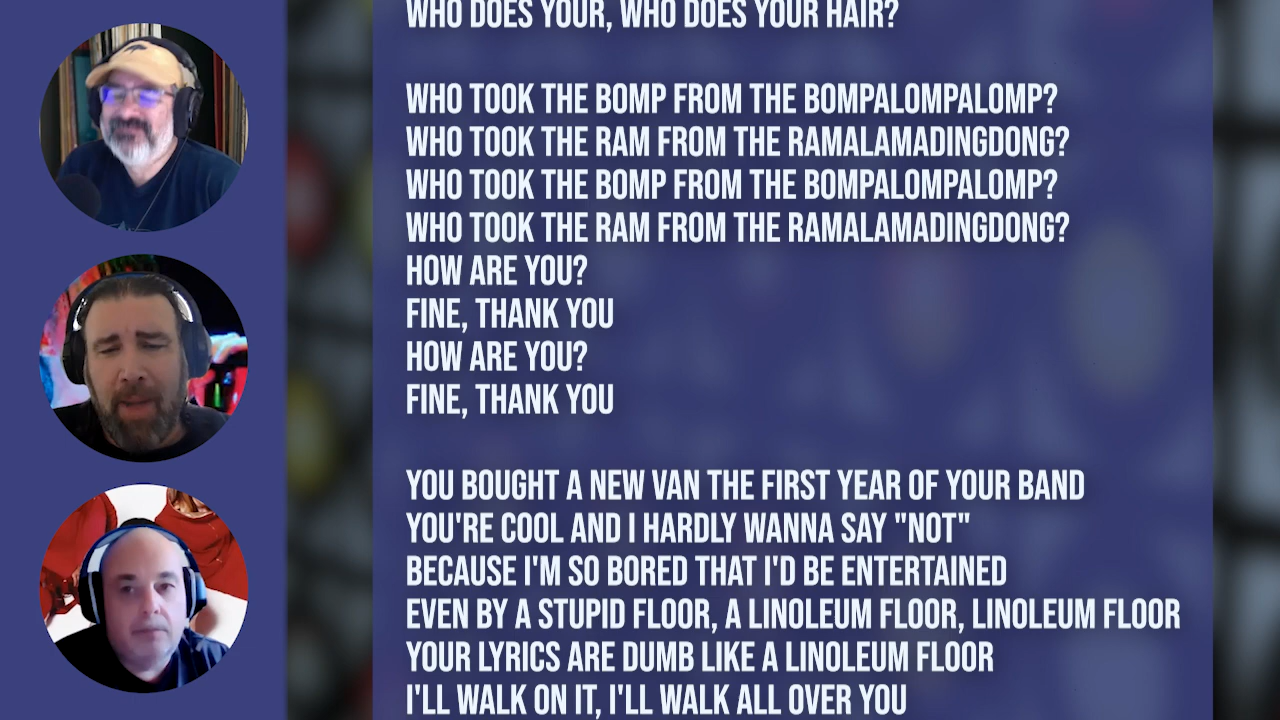 WHO DOES YOUR, WHO DOES YOUR HAIR?
WHO TOOK THE BOMP FROM THE BOMPALOMPALOMP?
WHO TOOK THE RAM FROM THE RAMALAMADINGDONG?
WHO TOOK THE BOMP FROM THE BOMPALOMPALOMP?
WHO TOOK THE RAM FROM THE RAMALAMADINGDONG?
HOW ARE YOU?
FINE, THANK YOU
HOW ARE YOU?
FINE, THANK YOU
YOU BOUGHT A NEW VAN THE FIRST YEAR OF YOUR BAND
YOU'RE COOL AND I HARDLY WANNA SAY "NOT"
BECAUSE I'M SO BORED THAT I'D BE ENTERTAINED
EVEN BY A STUPID FLOOR, A LINOLEUM FLOOR, LINOLEUM FLOOR
YOUR LYRICS ARE DUMB LIKE A LINOLEUM FLOOR
I'LL WALK ON IT, I'LL WALK ALL OVER YOU